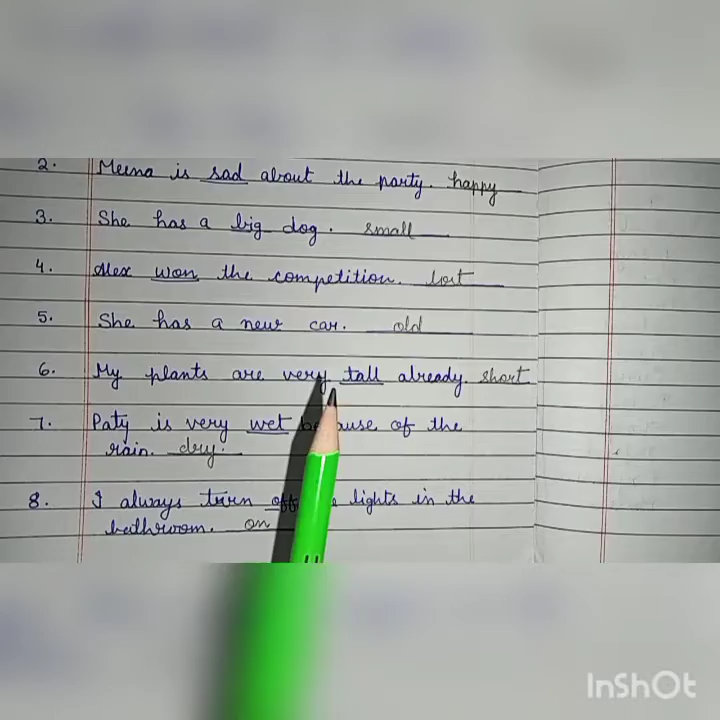 2. Meena is sad about the party. happy
3. She has a big dog. small
4. Alex won the competition. lost
5. She has a new car. old
6. My plants are very tall already. short
7. Paty is very wet because of the
rain. dry.
8. I always turn off lights in the
bathroom. on
InShOt